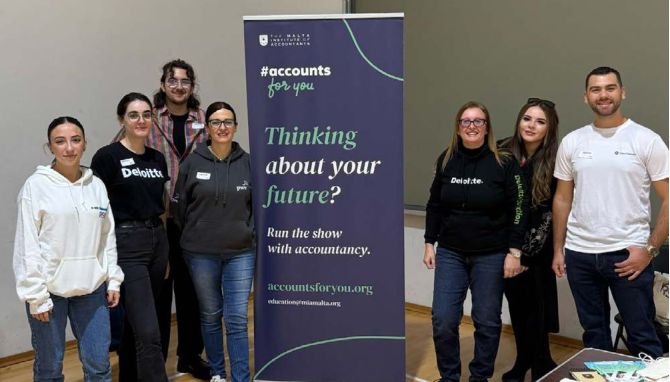 THE MALTA
INSTITUTE OF
ACCOUNTANTS
#accounts
for you
Thinking
about your
future?
Run the show
with accountancy.
accountsforyou.org
education@miamalta.org
Deloitte.
pwc
Deloitte.